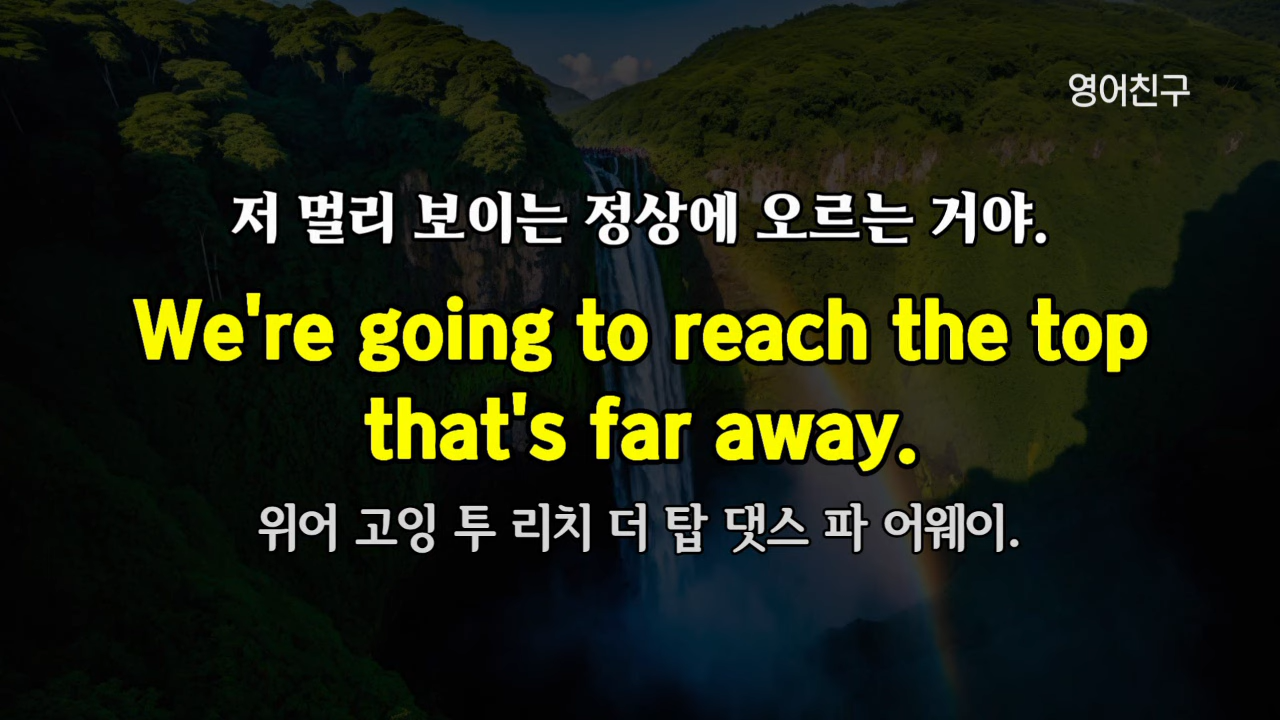 영어친구
저 멀리 보이는 정상에 오르는 거야.
We're going to reach the top
that's far away.
위어 고잉 투 리치 더 탑 댓스 파 어웨이.